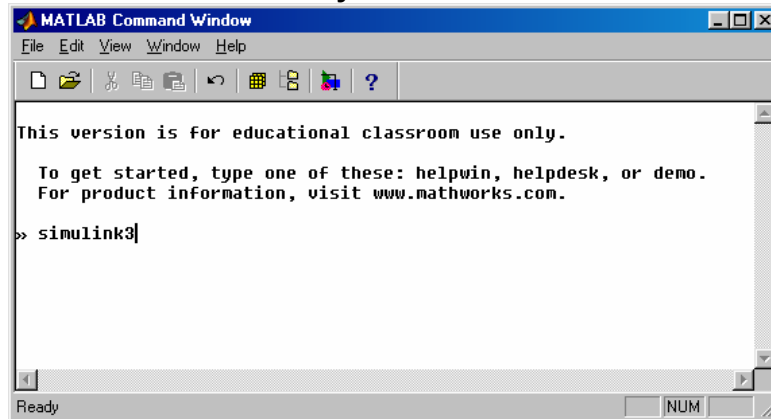 MATLAB Command Window
File Edit View Window Help
?
This version is for educational classroom use only.
To get started, type one of these: helpwin, helpdesk, or demo.
For product information, visit www.mathworks.com.
» simulink3
Ready NUM